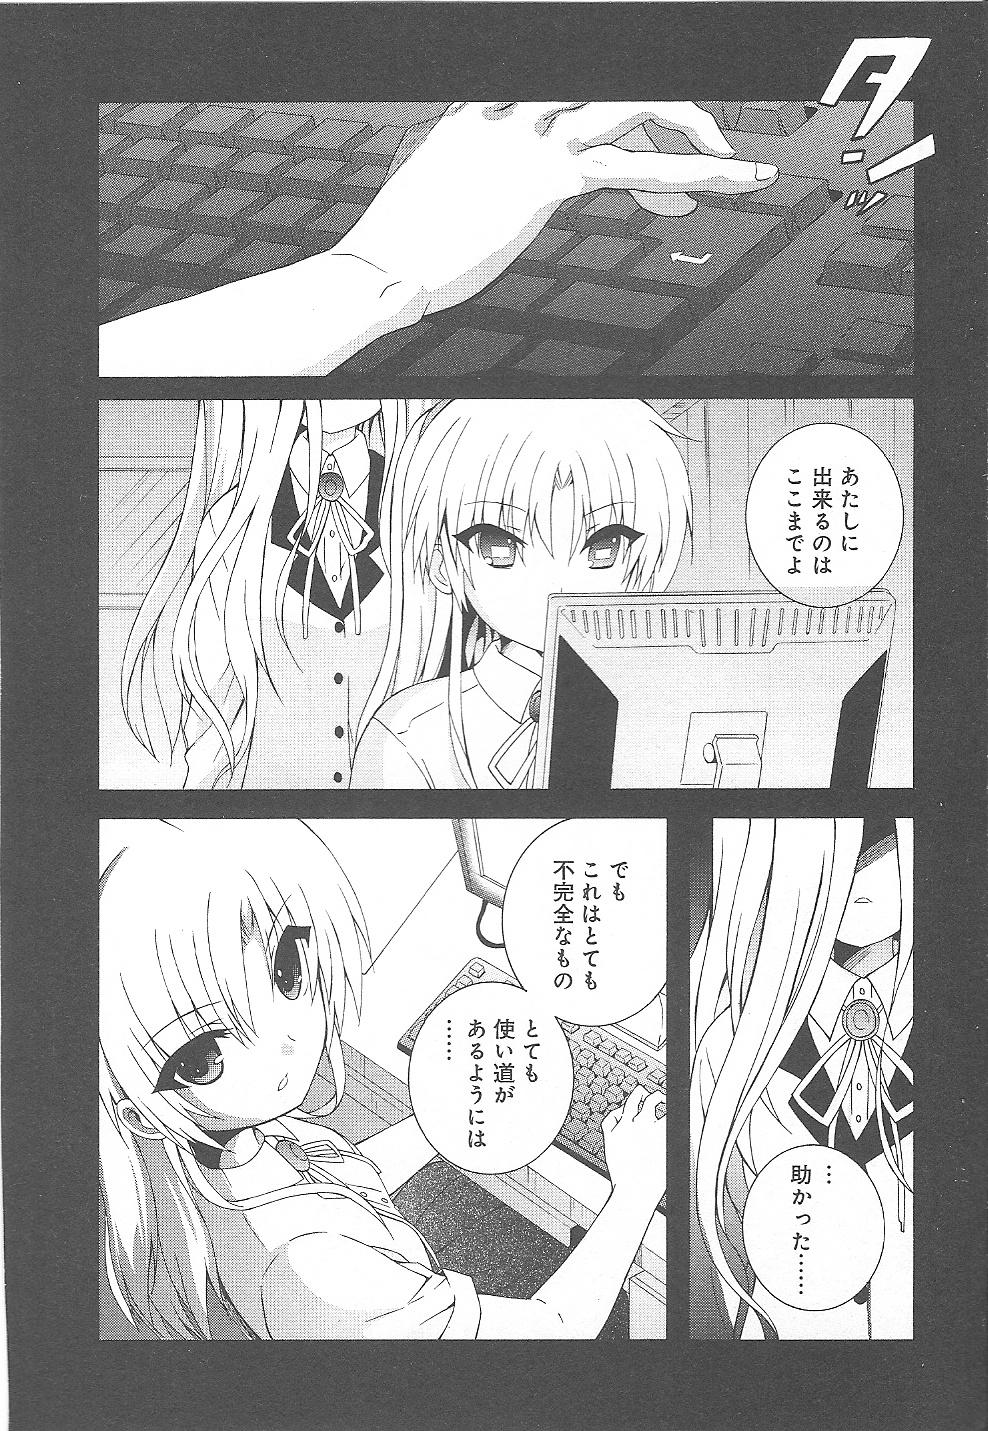 タンッ
あたしに
出来るのは
ここまでよ
…
助かった……
でも
これはとても
不完全なもの
とても
使い道が
あるようには
……